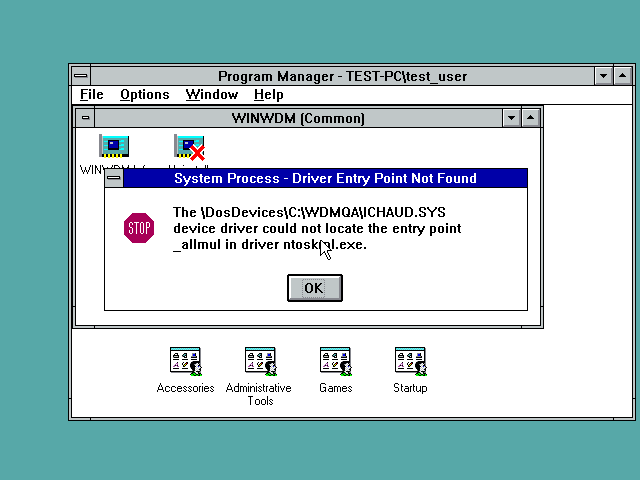 Program Manager - TEST-PC\test_user
File Options Window Help
WINWDM (Common)
System Process - Driver Entry Point Not Found
STOP
The \DosDevices\C:\WDMQA\ICHAUD.SYS
device driver could not locate the entry point
_allmul in driver ntoskrnl.exe.
OK
Accessories
Administrative
Tools
Games
Startup